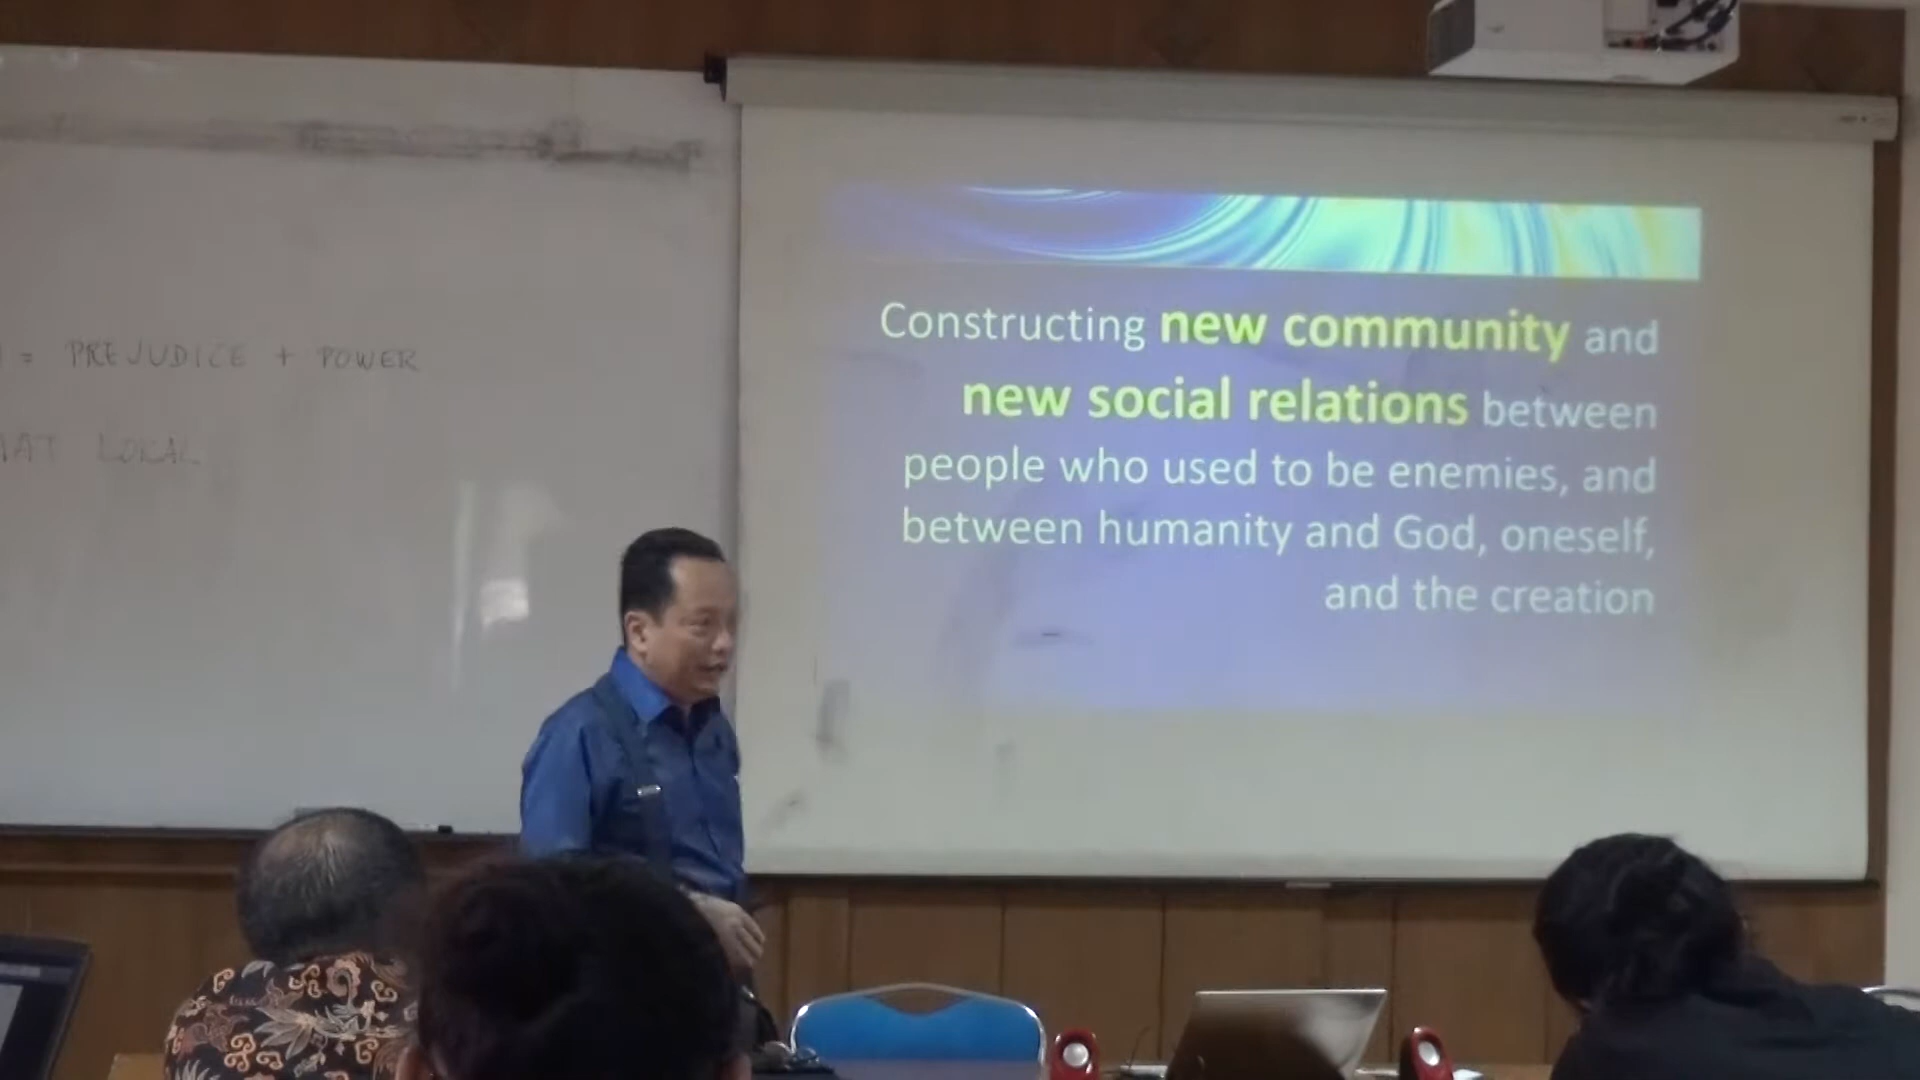 = PREJUDICE + POWER
LOKAL
Constructing new community and
new social relations between
people who used to be enemies, and
between humanity and God, oneself,
and the creation